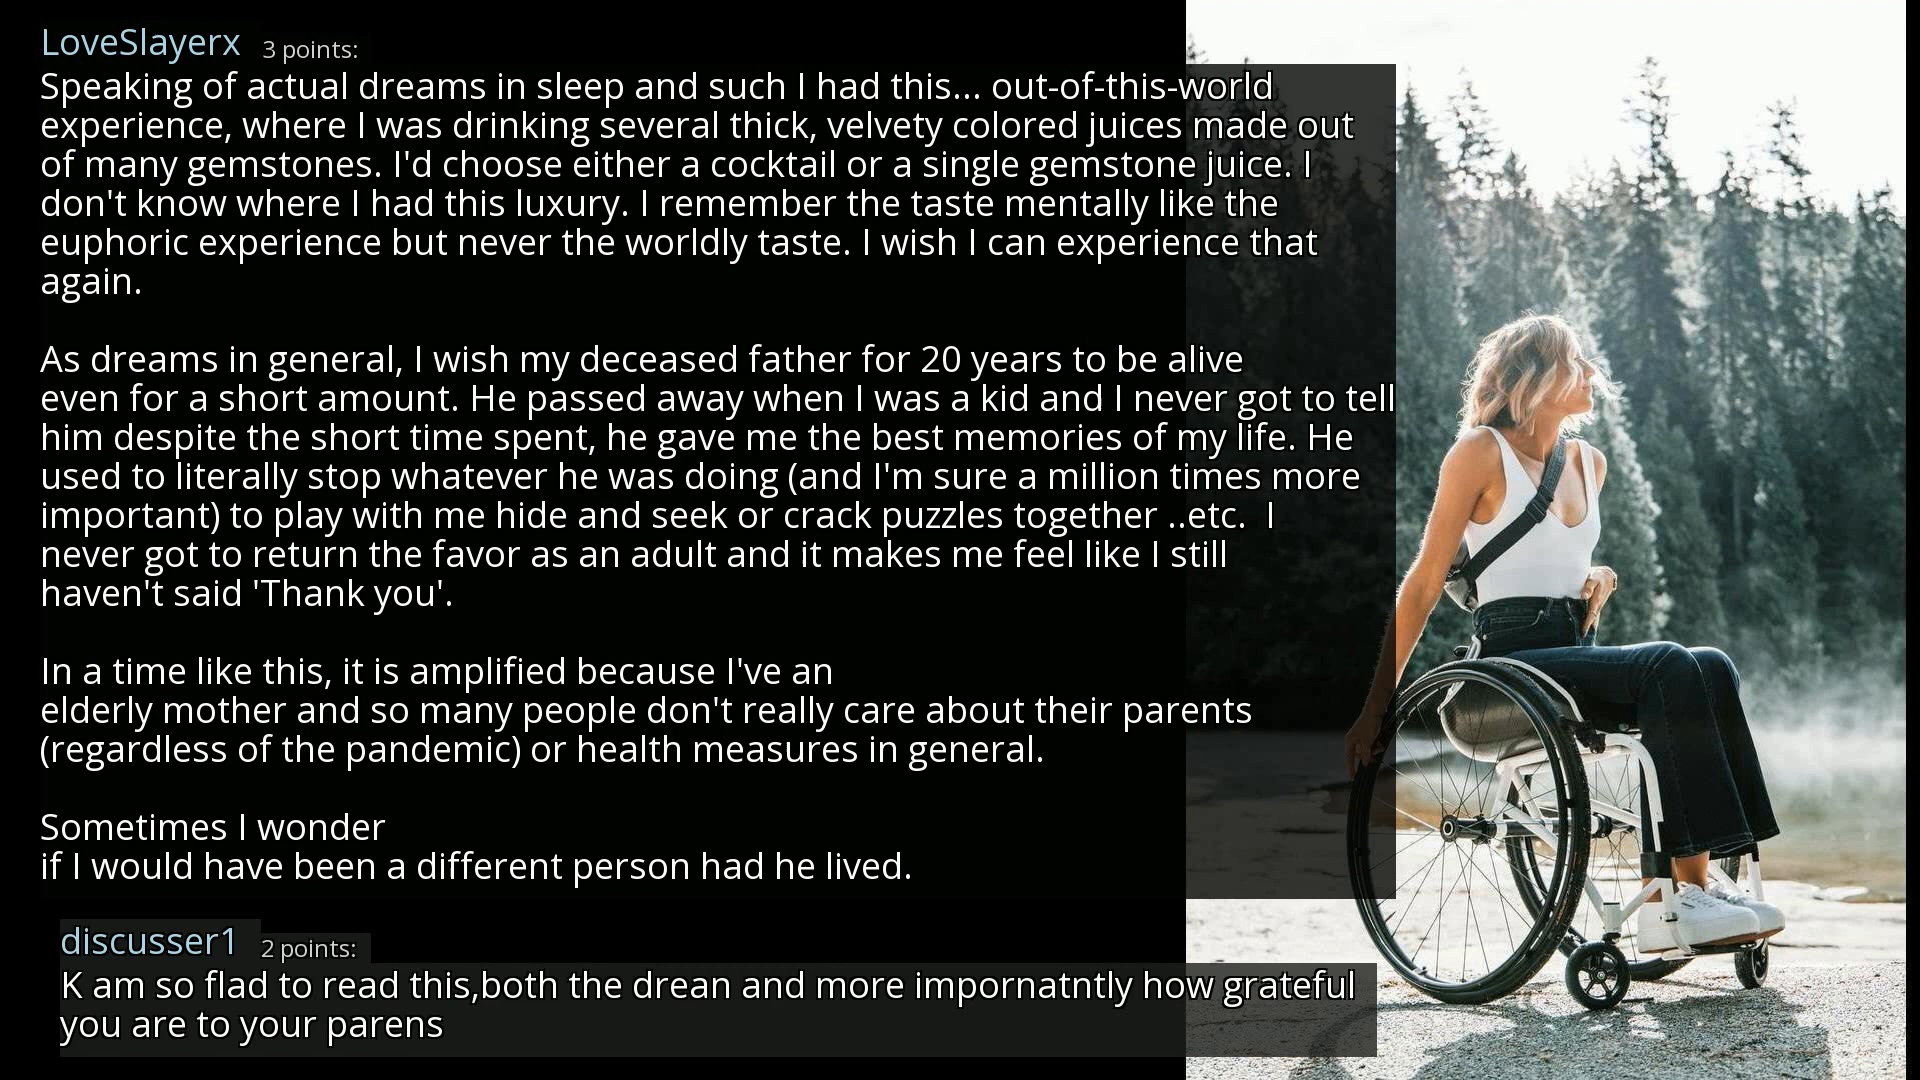 LoveSlayerx 3 points:
Speaking of actual dreams in sleep and such I had this... out-of-this-world
experience, where I was drinking several thick, velvety colored juices made out
of many gemstones. I'd choose either a cocktail or a single gemstone juice. I
don't know where I had this luxury. I remember the taste mentally like the
euphoric experience but never the worldly taste. I wish I can experience that
again.
As dreams in general, I wish my deceased father for 20 years to be alive
even for a short amount. He passed away when I was a kid and I never got to tell
him despite the short time spent, he gave me the best memories of my life. He
used to literally stop whatever he was doing (and I'm sure a million times more
important) to play with me hide and seek or crack puzzles together ..etc.  I
never got to return the favor as an adult and it makes me feel like I still
haven't said 'Thank you'.
In a time like this, it is amplified because I've an
elderly mother and so many people don't really care about their parents
(regardless of the pandemic) or health measures in general.
Sometimes I wonder
if I would have been a different person had he lived.
discusser1 2 points:
K am so flad to read this,both the drean and more impornatntly how grateful
you are to your parens